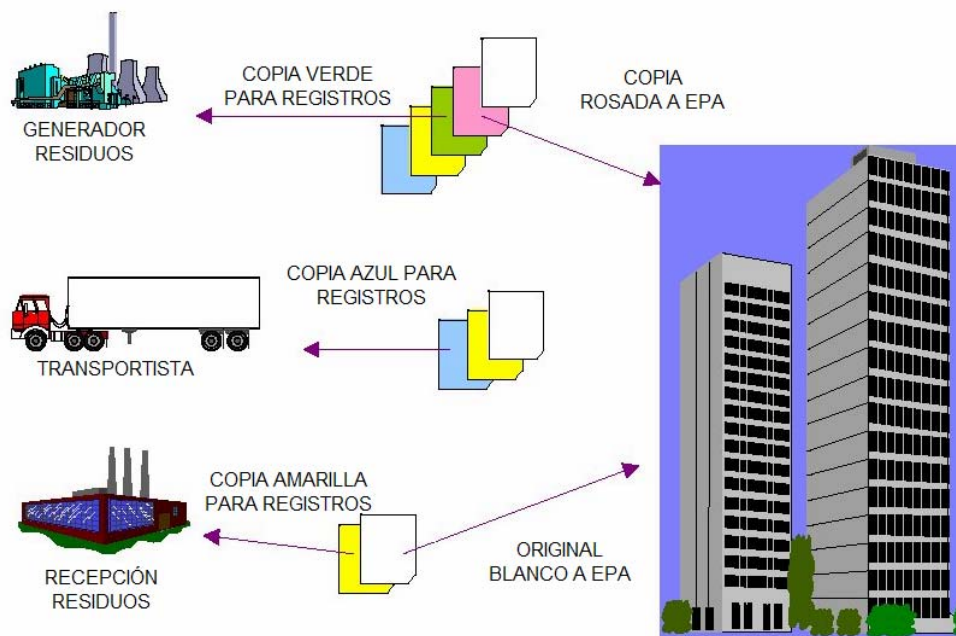 COPIA VERDE
PARA REGISTROS
COPIA
ROSADA A EPA
GENERADOR
RESIDUOS
COPIA AZUL PARA
REGISTROS
TRANSPORTISTA
COPIA AMARILLA
PARA REGISTROS
ORIGINAL
BLANCO A EPA
RECEPCIÓN
RESIDUOS